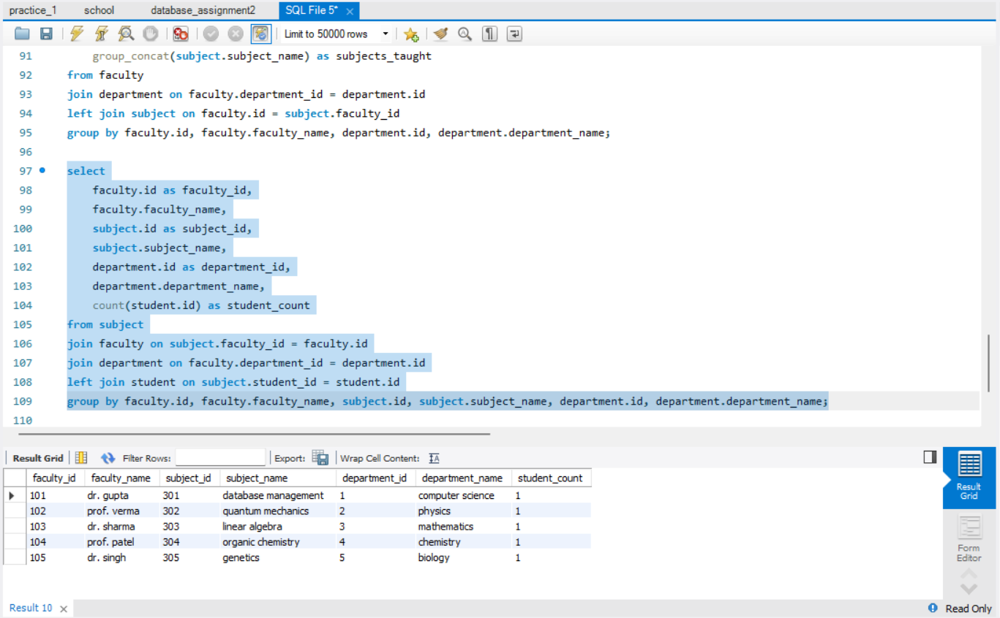 practice_1 school database_assignment2 SQL File 5* ×
Limit to 50000 rows
91 group_concat(subject.subject_name) as subjects_taught
92 from faculty
93 join department on faculty.department_id = department.id
94 left join subject on faculty.id = subject.faculty_id
95 group by faculty.id, faculty.faculty_name, department.id, department.department_name;
96
97 select
98 faculty.id as faculty_id,
99 faculty.faculty_name,
100 subject.id as subject_id,
101 subject.subject_name,
102 department.id as department_id,
103 department.department_name,
104 count(student.id) as student_count
105 from subject
106 join faculty on subject.faculty_id = faculty.id
107 join department on faculty.department_id = department.id
108 left join student on subject.student_id = student.id
109 group by faculty.id, faculty.faculty_name, subject.id, subject.subject_name, department.id, department.department_name;
110
Result Grid Filter Rows: Export: Wrap Cell Content: IA
faculty_id faculty_name subject_id subject_name department_id department_name student_count
101 dr. gupta 301 database management 1 computer science 1
102 prof. verma 302 quantum mechanics 2 physics 1
103 dr. sharma 303 linear algebra 3 mathematics 1
104 prof. patel 304 organic chemistry 4 chemistry 1
105 dr. singh 305 genetics 5 biology 1
Result
Grid
Form
Editor
Result 10 × Read Only